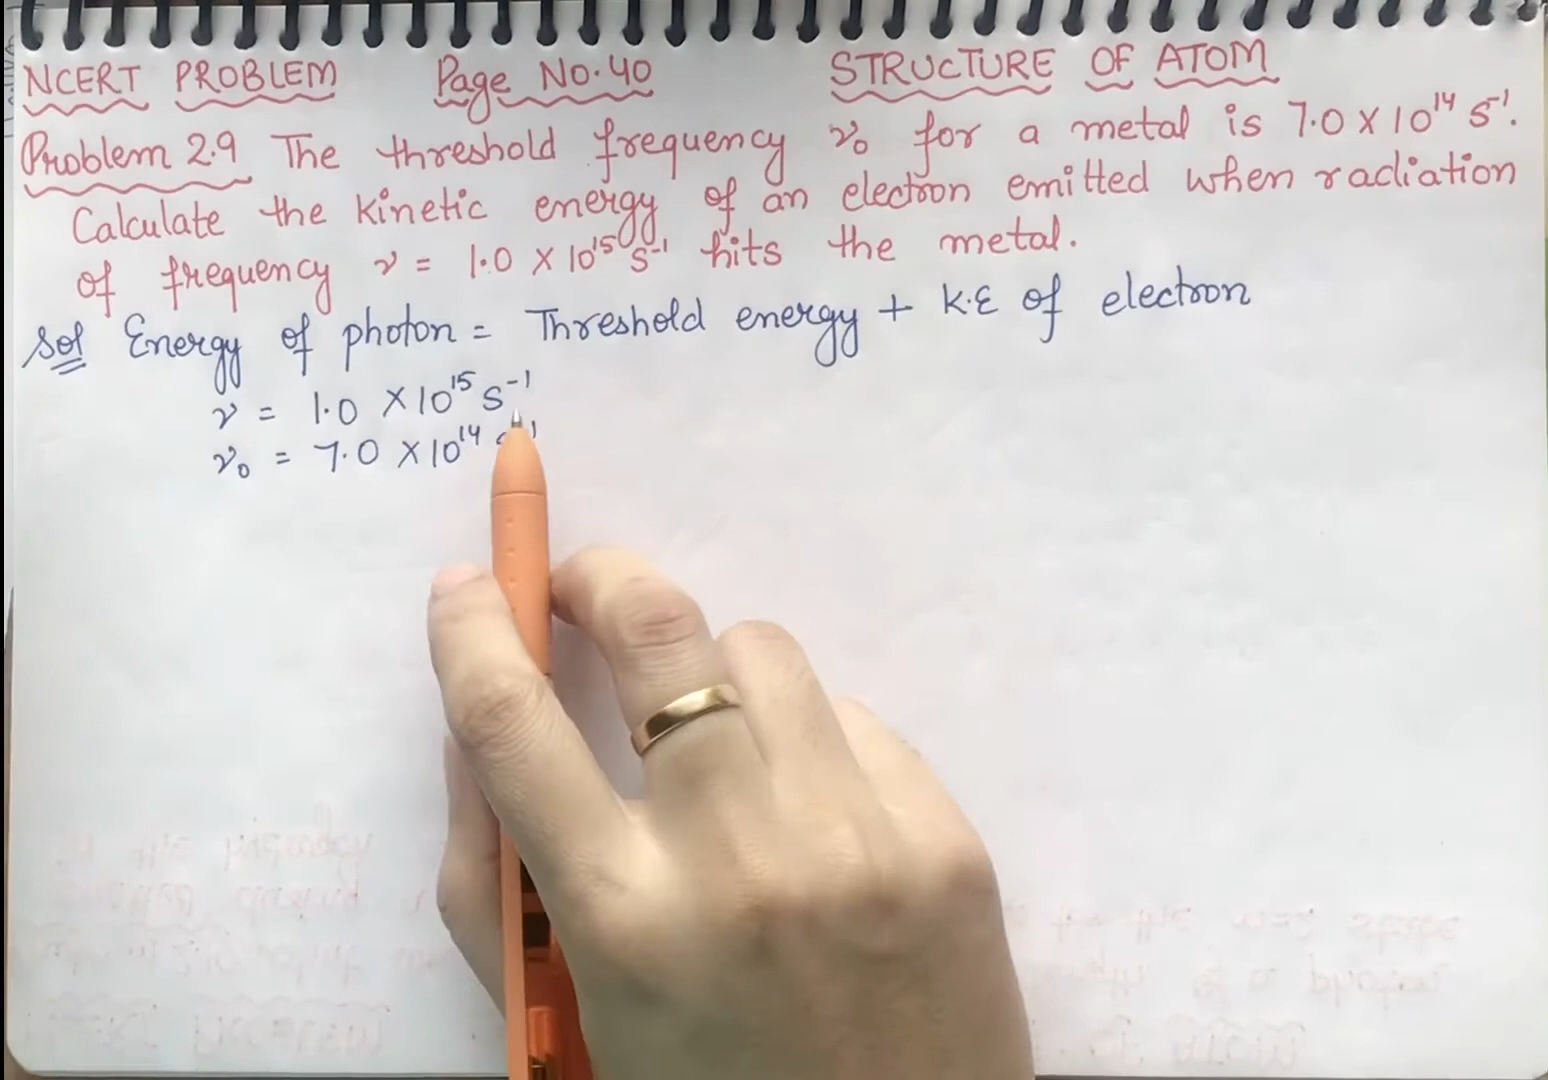 NCERT PROBLEM Page No.40 STRUCTURE OF ATOM
Problem 2.9 The threshold frequency ν₀ for a metal is 7.0 × 10¹⁴ s⁻¹.
Calculate the kinetic energy of an electron emitted when radiation
of frequency ν = 1.0 × 10¹⁵ s⁻¹ hits the metal.
Sol Energy of photon = Threshold energy + K.E of electron
ν = 1.0 × 10¹⁵ s⁻¹
ν₀ = 7.0 × 10¹⁴